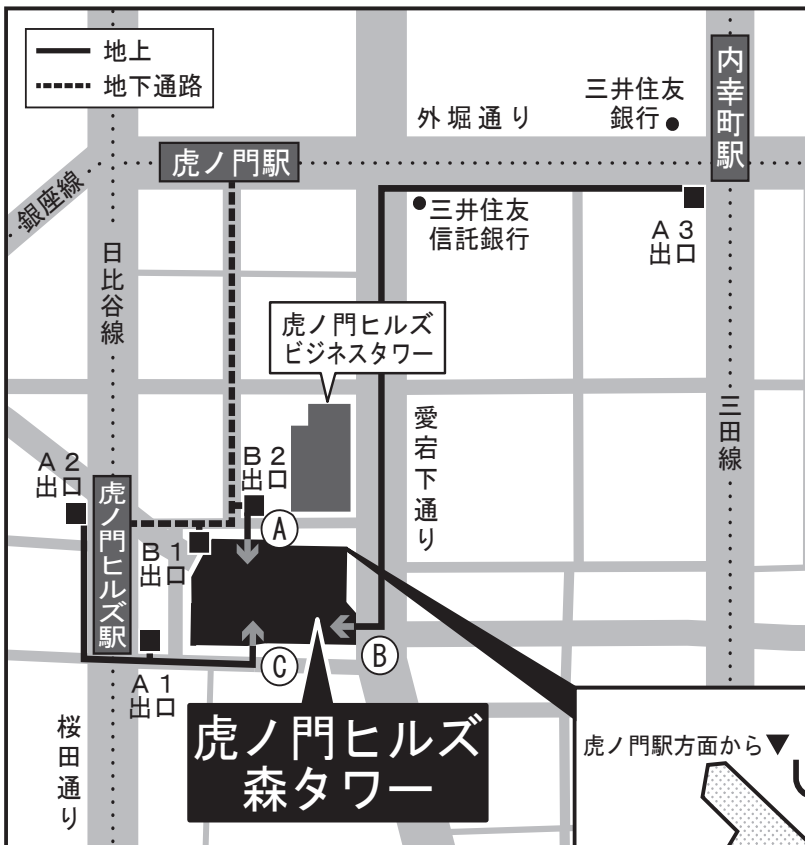 地上
地下通路
三井住友
銀行
内幸町駅
外堀通り
虎ノ門駅
銀座線
三井住友
信託銀行
A3
出口
日比谷線
虎ノ門ヒルズ
ビジネスタワー
愛宕下通り
三田線
A2
出口
B2
出口
虎ノ門ヒルズ駅
A
B1
出口
B
C
A1
出口
虎ノ門ヒルズ
森タワー
桜田通り
虎ノ門駅方面から▼